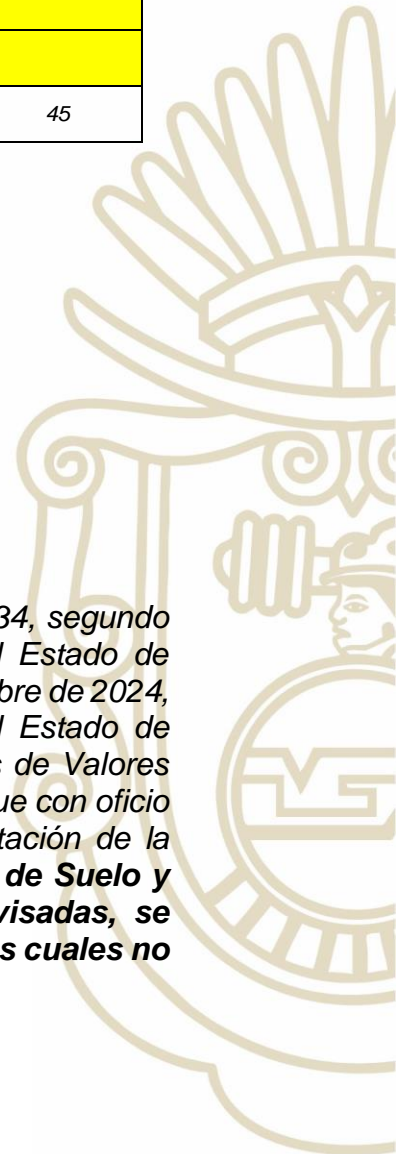 45
34, segundo
l Estado de
bre de 2024,
l Estado de
s de Valores
ue con oficio
tación de la
de Suelo y
visadas, se
s cuales no